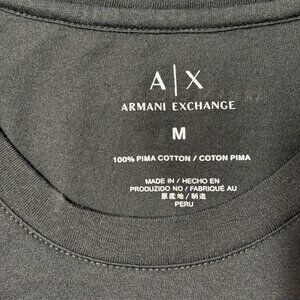 A|X
ARMANI EXCHANGE
M
100% PIMA COTTON / COTON PIMA
MADE IN / HECHO EN
PRODUZIDO NO / FABRIQUÉ AU
原産地 / 制造
PERU